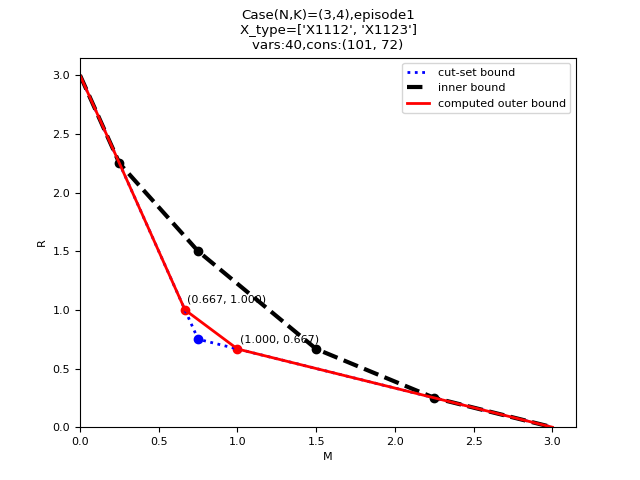 Case(N,K)=(3,4),episode1
X_type=['X1112', 'X1123']
vars:40,cons:(101, 72)
cut-set bound
inner bound
computed outer bound
3.0
2.5
2.0
1.5
1.0
0.5
0.0
R
(0.667, 1.000)
(1.000, 0.667)
0.0 0.5 1.0 1.5 2.0 2.5 3.0
M